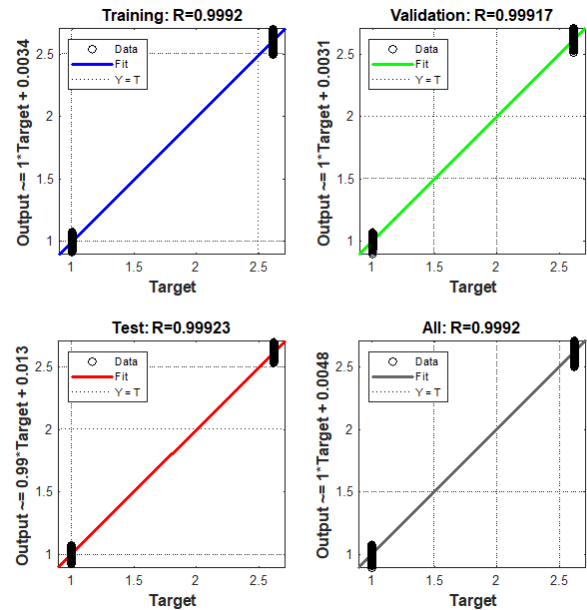 Training: R=0.9992
Output ~= 1*Target + 0.0034
2.5
2
1.5
1
Data
Fit
Y = T
1
1.5
2
2.5
Target
Validation: R=0.99917
Output ~= 1*Target + 0.0031
2.5
2
1.5
1
Data
Fit
Y = T
1
1.5
2
2.5
Target
Test: R=0.99923
Output ~= 0.99*Target + 0.013
2.5
2
1.5
1
Data
Fit
Y = T
1
1.5
2
2.5
Target
All: R=0.9992
Output ~= 1*Target + 0.0048
2.5
2
1.5
1
Data
Fit
Y = T
1
1.5
2
2.5
Target